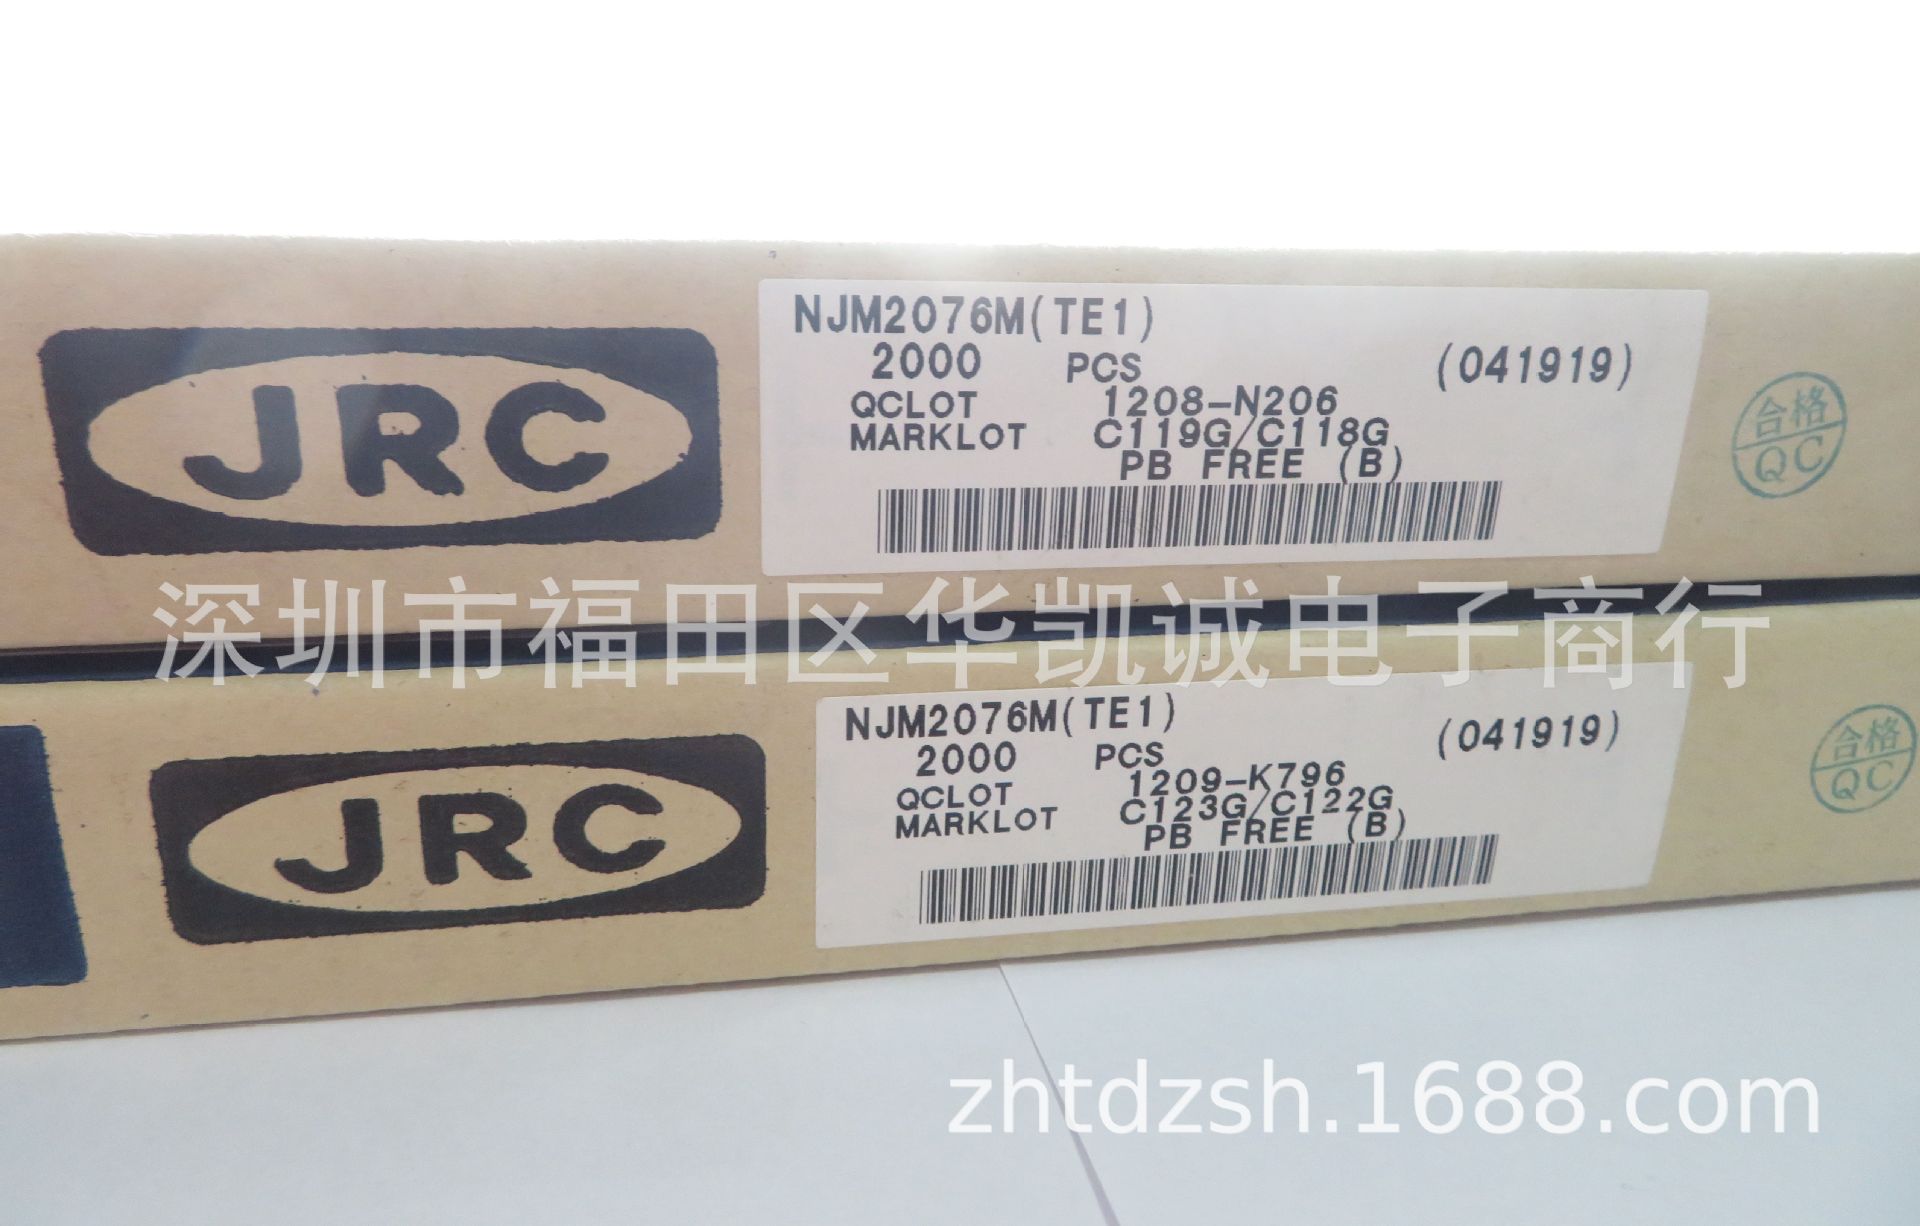 JRC
NJM2076M(TE1)
2000 PCS (041919)
QCLOT 1208-N206
MARKLOT C119G/C118G
PB FREE (B)
合格
QC
深圳市福田区华凯诚电子商行
JRC
NJM2076M(TE1)
2000 PCS (041919)
QCLOT 1209-K796
MARKLOT C123G/C122G
PB FREE (B)
合格
QC
zhtdzsh.1688.com